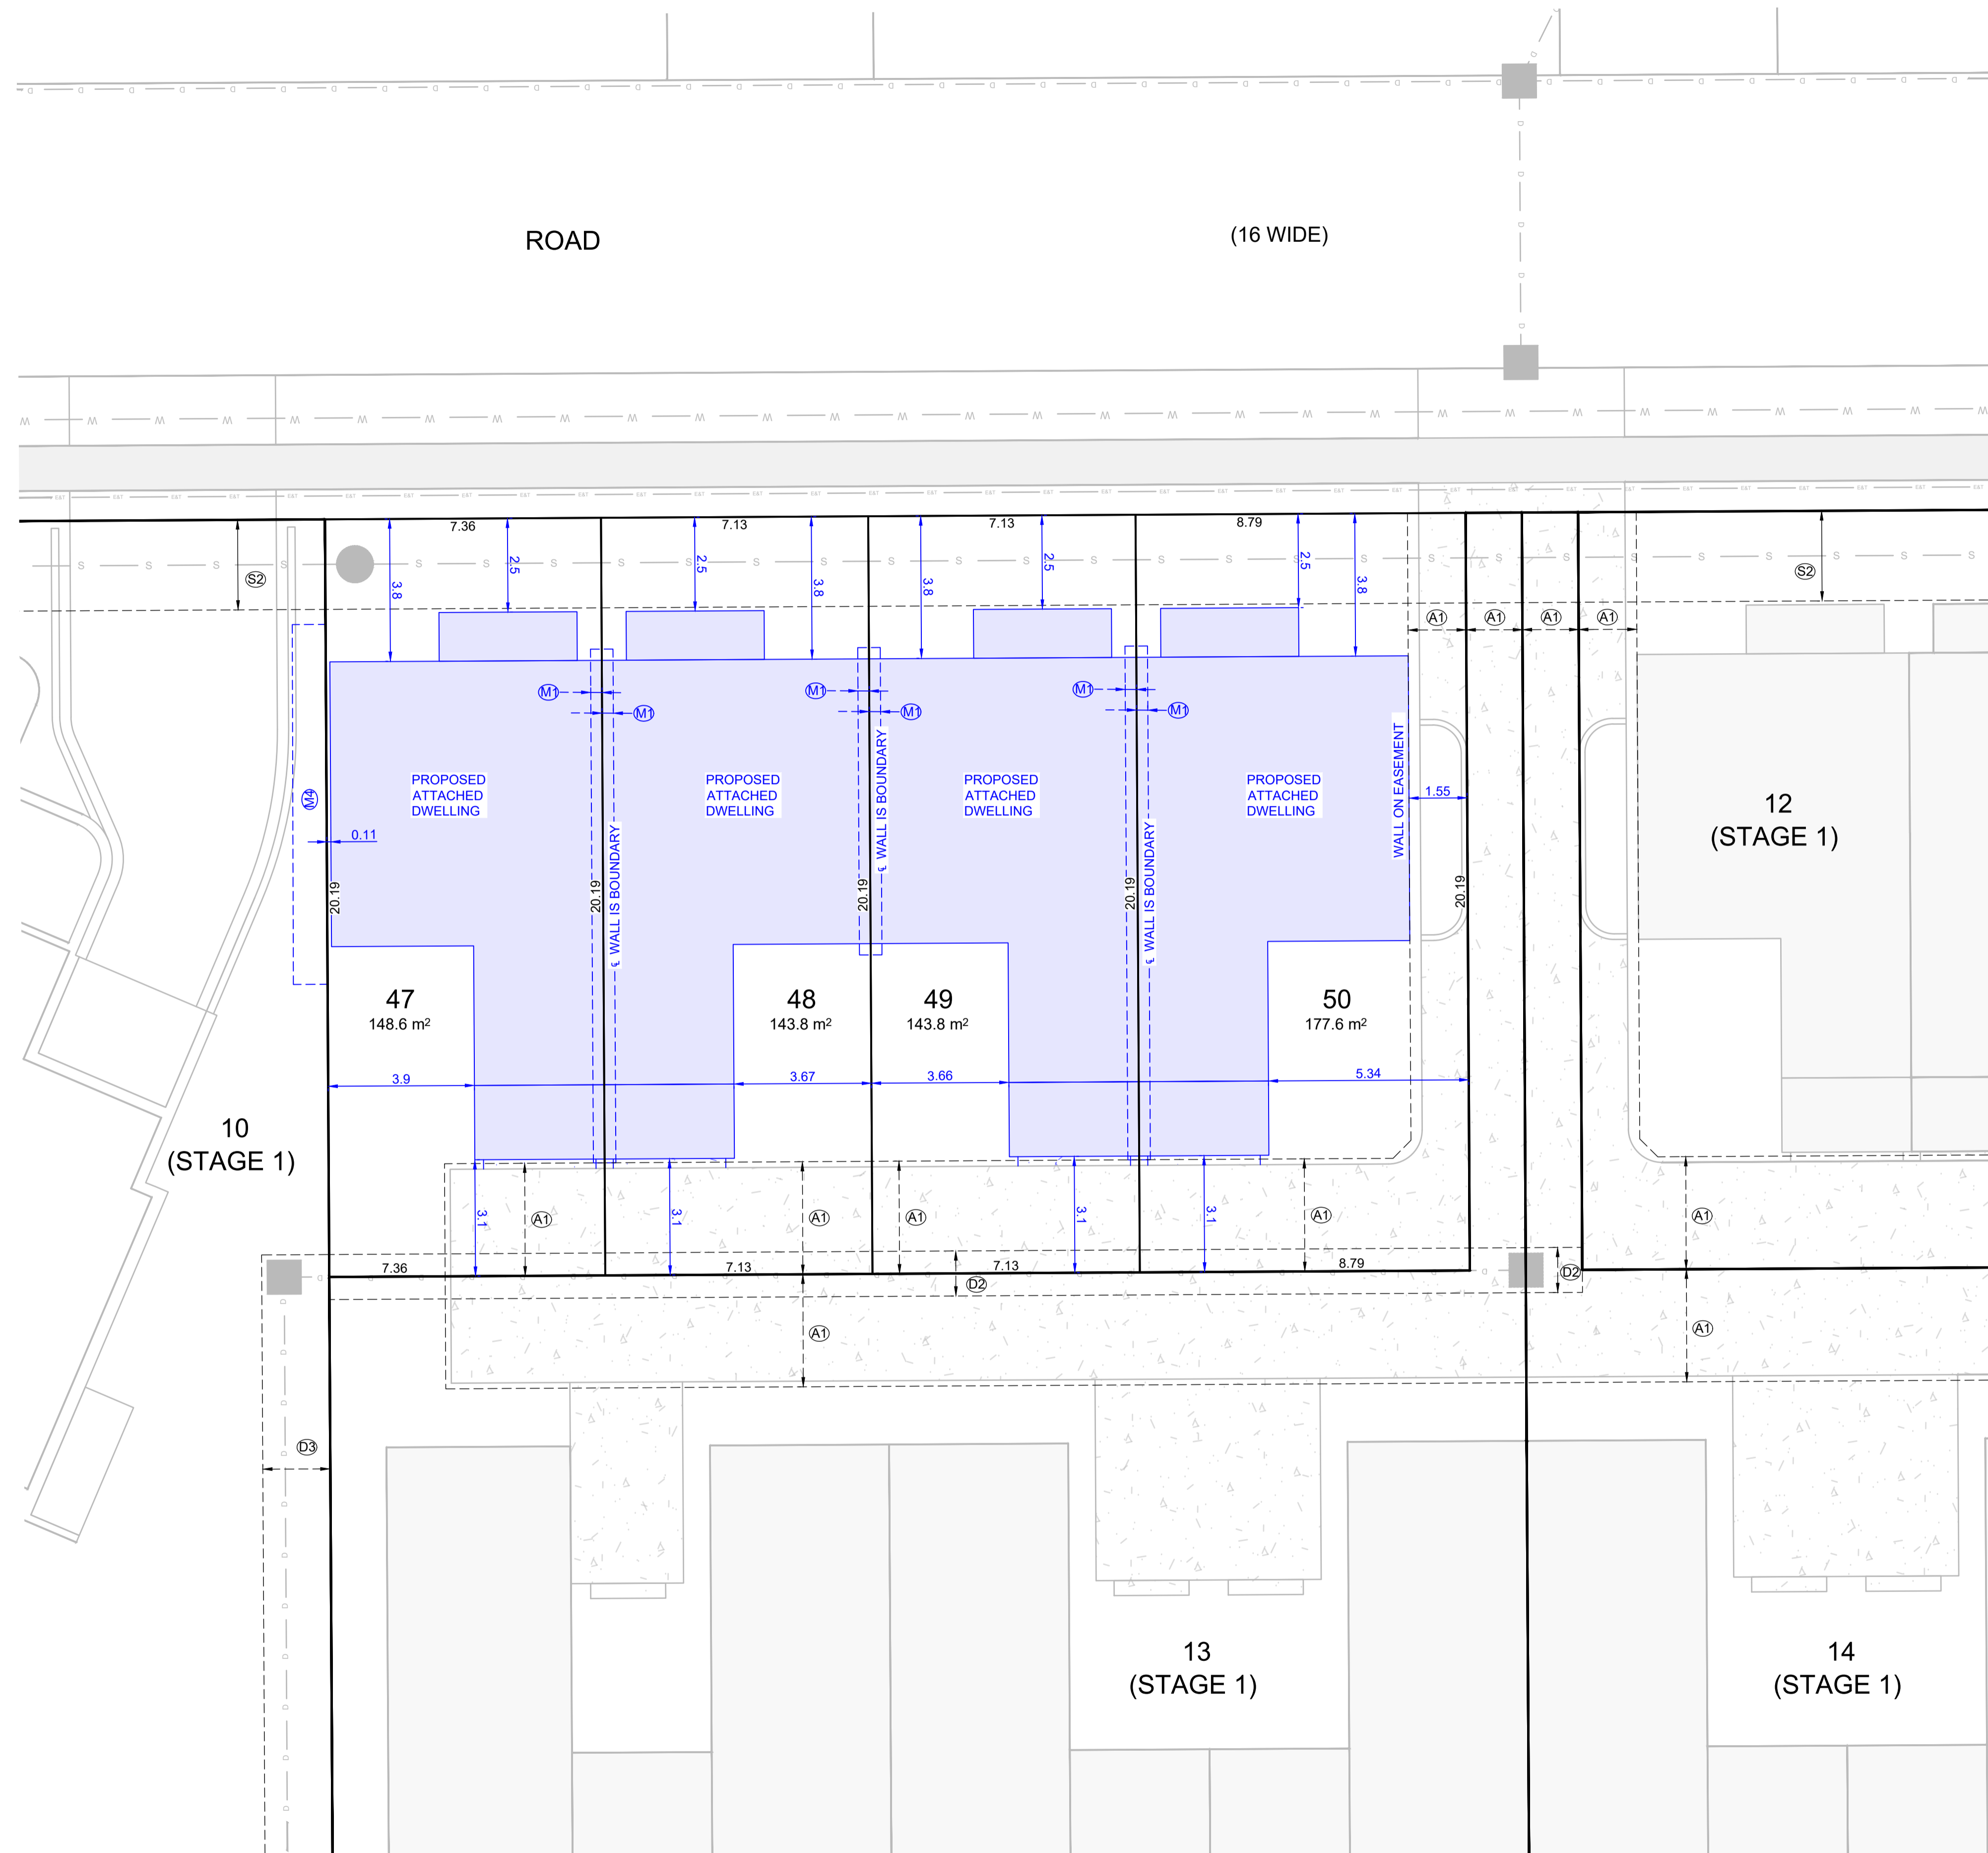 ROAD
(16 WIDE)
7.36
7.13
7.13
8.79
S2
3.8
2.5
2.5
3.8
3.8
2.5
2.5
3.8
S2
A1
A1
A1
A1
M1
M1
M1
M1
M1
M1
M4
0.11
PROPOSED
ATTACHED
DWELLING
PROPOSED
ATTACHED
DWELLING
PROPOSED
ATTACHED
DWELLING
PROPOSED
ATTACHED
DWELLING
WALL ON EASEMENT
1.55
12
(STAGE 1)
20.19
20.19
℄ WALL IS BOUNDARY
20.19
℄ WALL IS BOUNDARY
20.19
℄ WALL IS BOUNDARY
20.19
47
148.6 m²
48
143.8 m²
49
143.8 m²
50
177.6 m²
3.9
3.67
3.66
5.34
10
(STAGE 1)
3.1
A1
3.1
A1
A1
3.1
3.1
A1
A1
7.36
7.13
7.13
8.79
D2
D2
A1
A1
D3
13
(STAGE 1)
14
(STAGE 1)